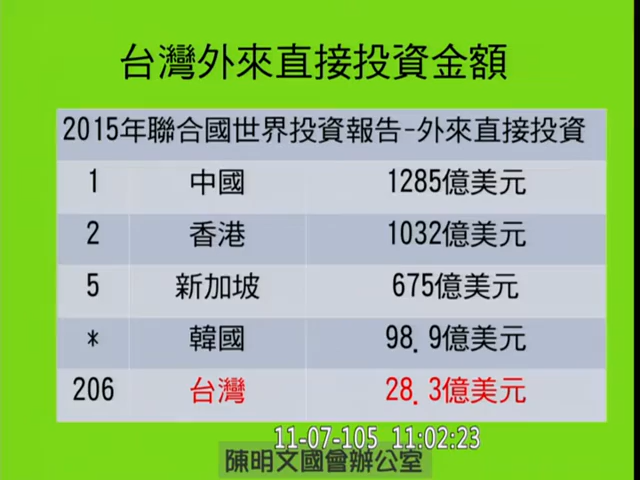 台灣外來直接投資金額
2015年聯合國世界投資報告-外來直接投資
1 中國 1285億美元
2 香港 1032億美元
5 新加坡 675億美元
* 韓國 98.9億美元
206 台灣 28.3億美元
11-07-105 11:02:23
陳明文國會辦公室